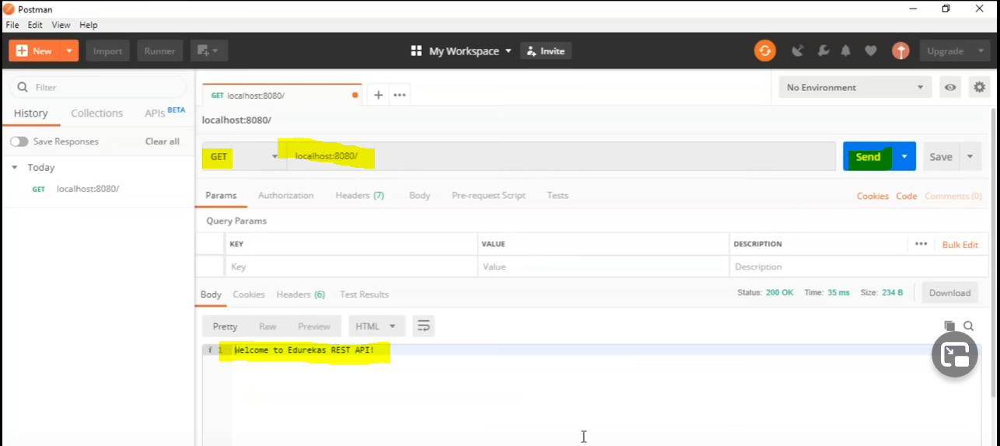 Postman
File Edit View Help
New Import Runner My Workspace Invite Upgrade
Filter
History Collections APIs BETA
Save Responses Clear all
Today
GET localhost:8080/
GET localhost:8080/ + ••• No Environment
localhost:8080/
GET localhost:8080/ Send Save
Params Authorization Headers (7) Body Pre-request Script Tests Cookies Code Comments (0)
Query Params
KEY VALUE DESCRIPTION ••• Bulk Edit
Key Value Description
Body Cookies Headers (6) Test Results Status: 200 OK Time: 35 ms Size: 234 B Download
Pretty Raw Preview HTML
i 1 Welcome to Edurekas REST API!